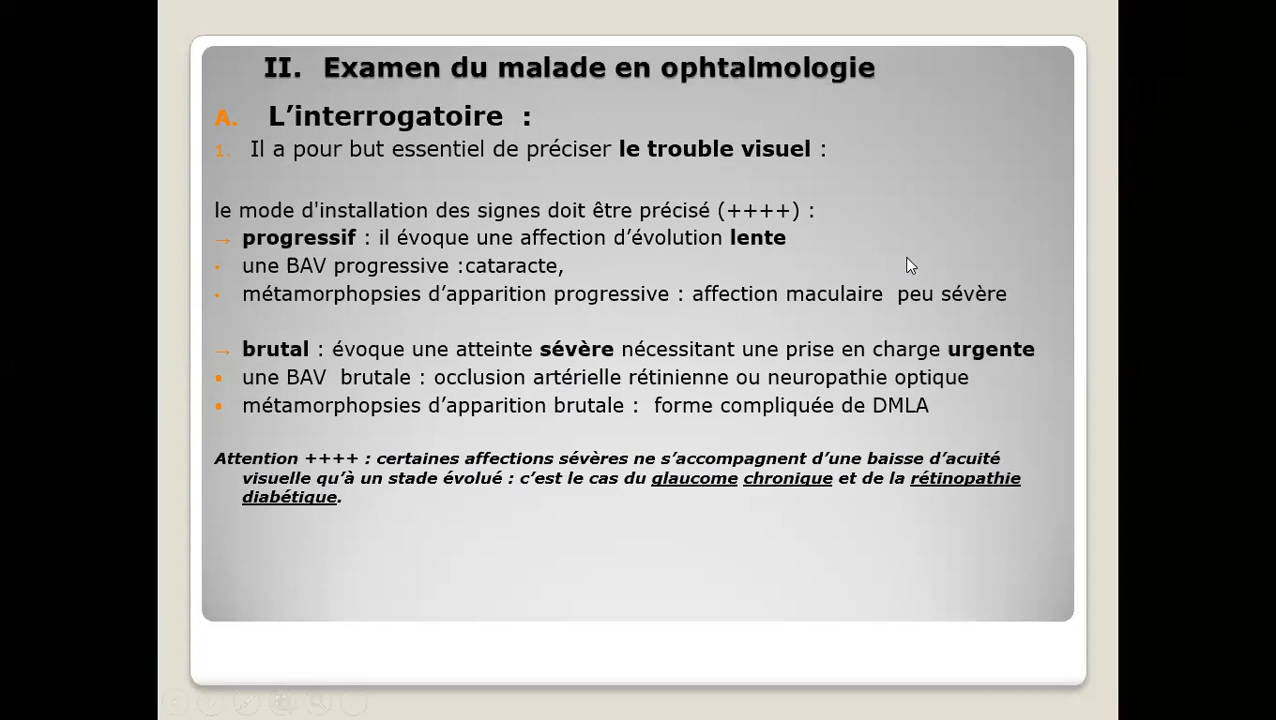 II. Examen du malade en ophtalmologie
A. L’interrogatoire :
1. Il a pour but essentiel de préciser le trouble visuel :
le mode d'installation des signes doit être précisé (++++) :
→ progressif : il évoque une affection d’évolution lente
• une BAV progressive :cataracte,
• métamorphopsies d’apparition progressive : affection maculaire peu sévère
→ brutal : évoque une atteinte sévère nécessitant une prise en charge urgente
• une BAV brutale : occlusion artérielle rétinienne ou neuropathie optique
• métamorphopsies d’apparition brutale : forme compliquée de DMLA
Attention ++++ : certaines affections sévères ne s’accompagnent d’une baisse d’acuité
visuelle qu’à un stade évolué : c’est le cas du glaucome chronique et de la rétinopathie
diabétique.